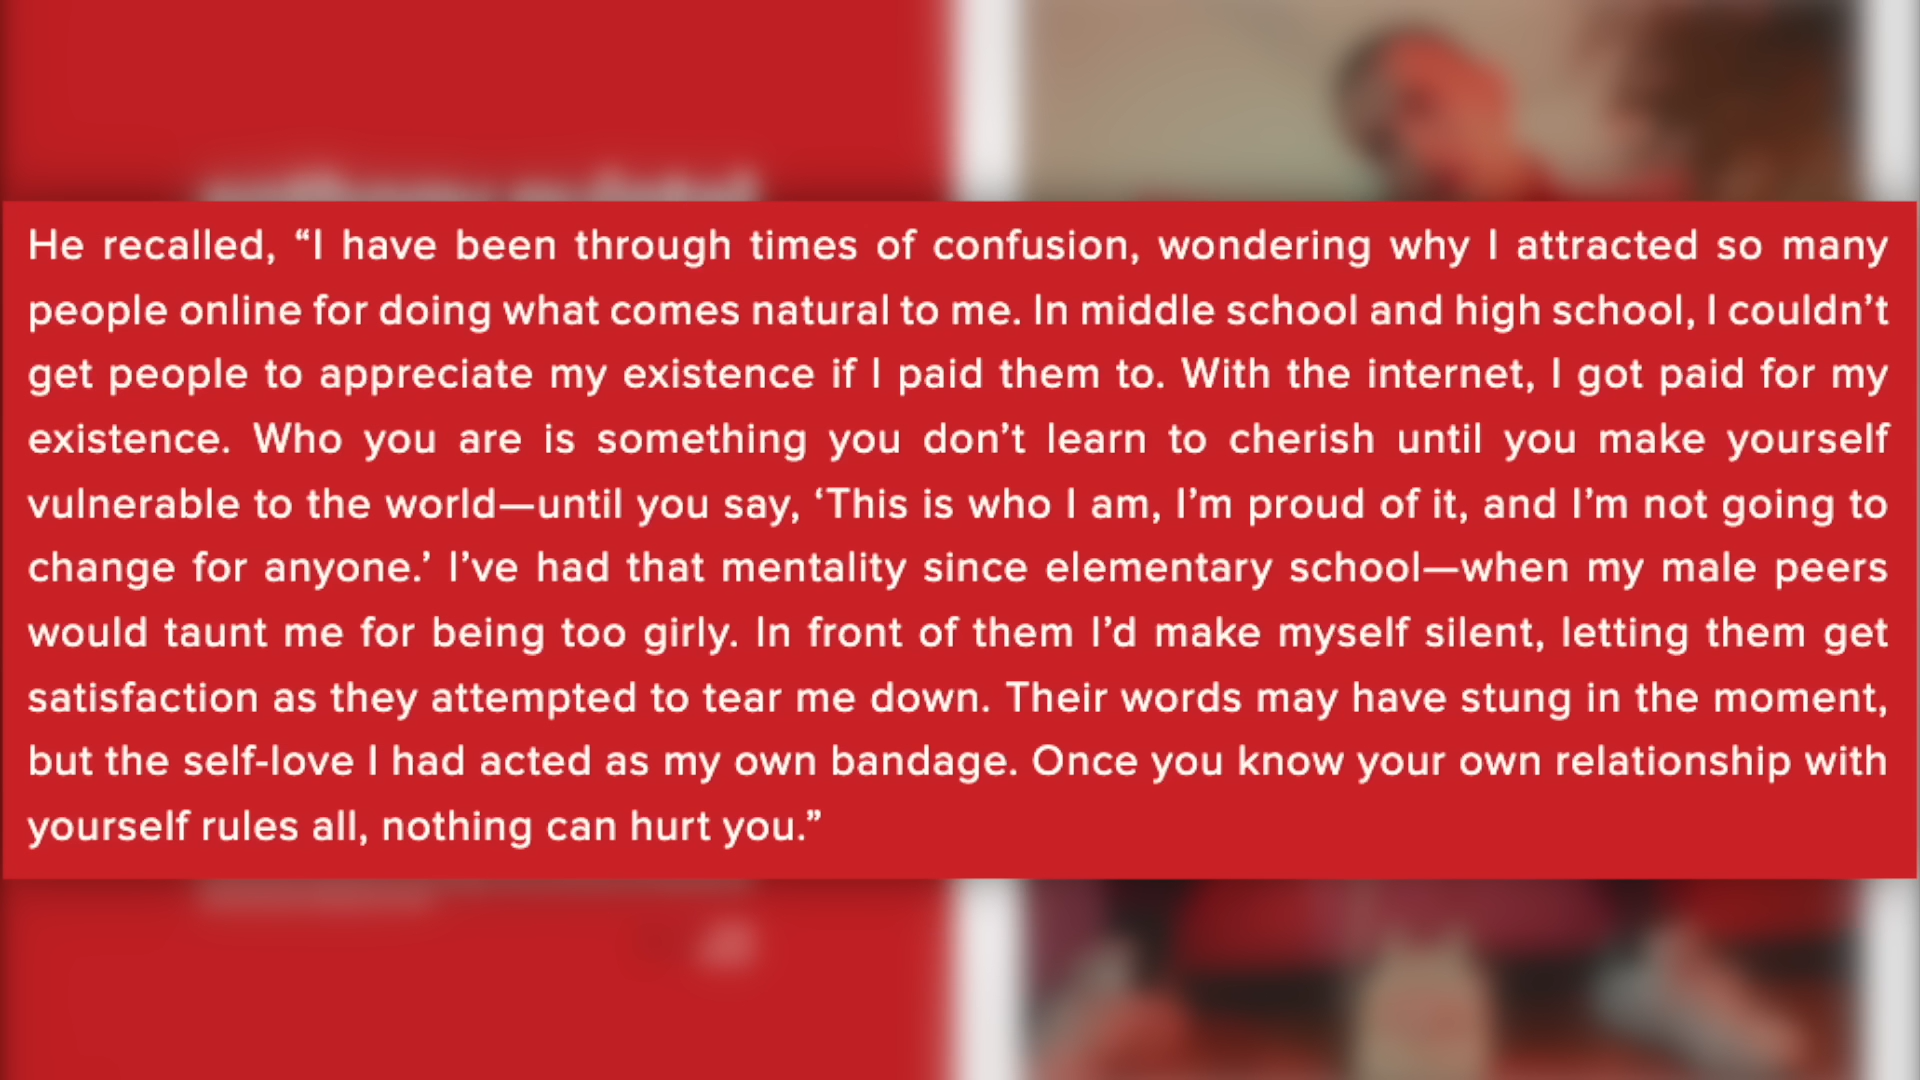 He recalled, “I have been through times of confusion, wondering why I attracted so many
people online for doing what comes natural to me. In middle school and high school, I couldn’t
get people to appreciate my existence if I paid them to. With the internet, I got paid for my
existence. Who you are is something you don’t learn to cherish until you make yourself
vulnerable to the world—until you say, ‘This is who I am, I’m proud of it, and I’m not going to
change for anyone.’ I’ve had that mentality since elementary school—when my male peers
would taunt me for being too girly. In front of them I’d make myself silent, letting them get
satisfaction as they attempted to tear me down. Their words may have stung in the moment,
but the self-love I had acted as my own bandage. Once you know your own relationship with
yourself rules all, nothing can hurt you.”